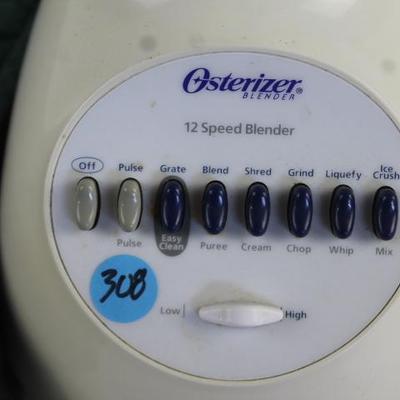 Osterizer®
BLENDER
12 Speed Blender
Off Pulse Grate Blend Shred Grind Liquefy Ice Crush
Pulse Easy Clean Puree Cream Chop Whip Mix
308
Low High